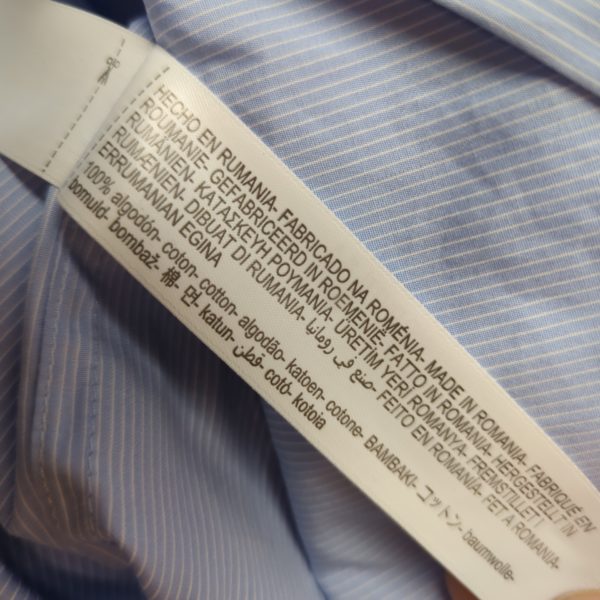 HECHO EN RUMANIA- FABRICADO NA ROMÉNIA- MADE IN ROMANIA- FABRIQUÉ EN
ROUMANIE. GEFABRICEERD IN ROEMENIË- FATTO IN ROMANIA- HERGESTELLT IN
RUMÄNIEN- ΚΑΤΑΣΚΕΥΗ ΡΟΥΜΑΝΙΑ- ÜRETİM YERİ ROMANYA- FREMSTILLET I
RUMÆNIEN- DIBUAT DI RUMANIA- صنع في رومانيا- FEITO EN ROMANIA- FET A ROMANIA-
ERRUMANIAN EGINA
100% algodón- coton- cotton- algodão- katoen- cotone- BAMBAKI- コットン- baumwolle-
bomuld- bombaž- 棉- 면- katun- قطن- cotó- kotoia